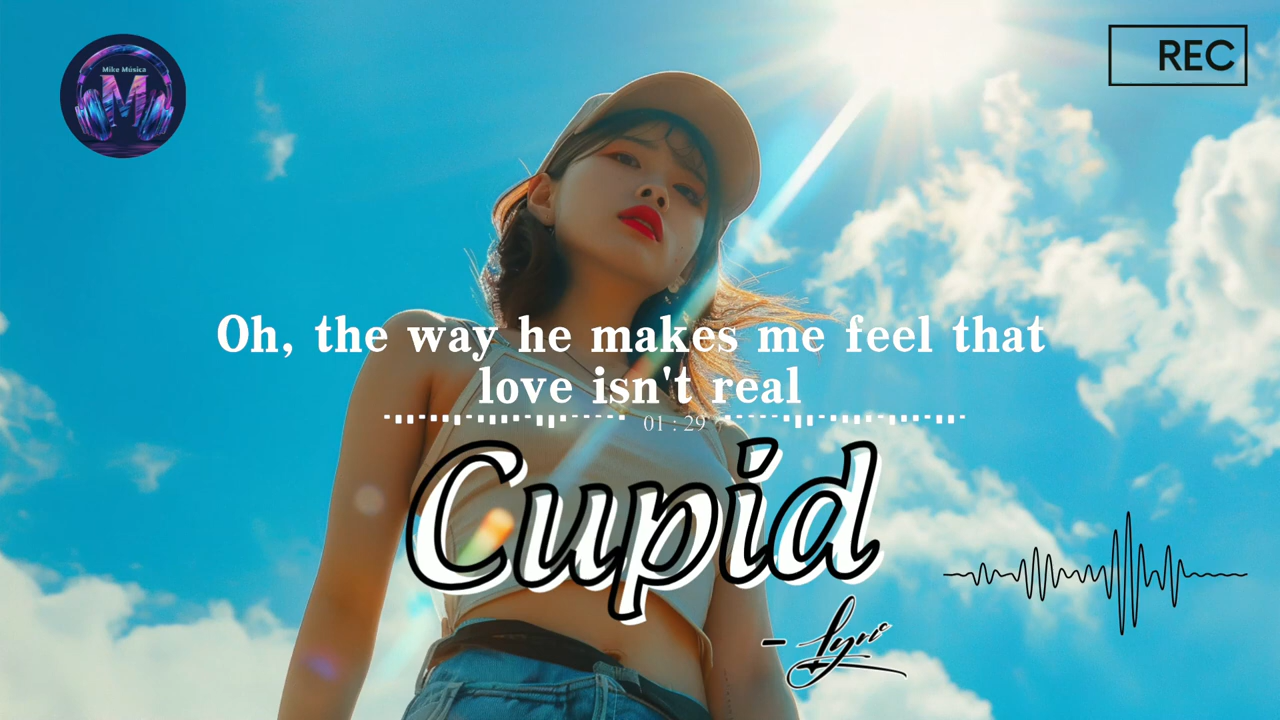 Mike Música
M
REC
Oh, the way he makes me feel that
love isn't real
01 : 29
Cupid
- Lyric